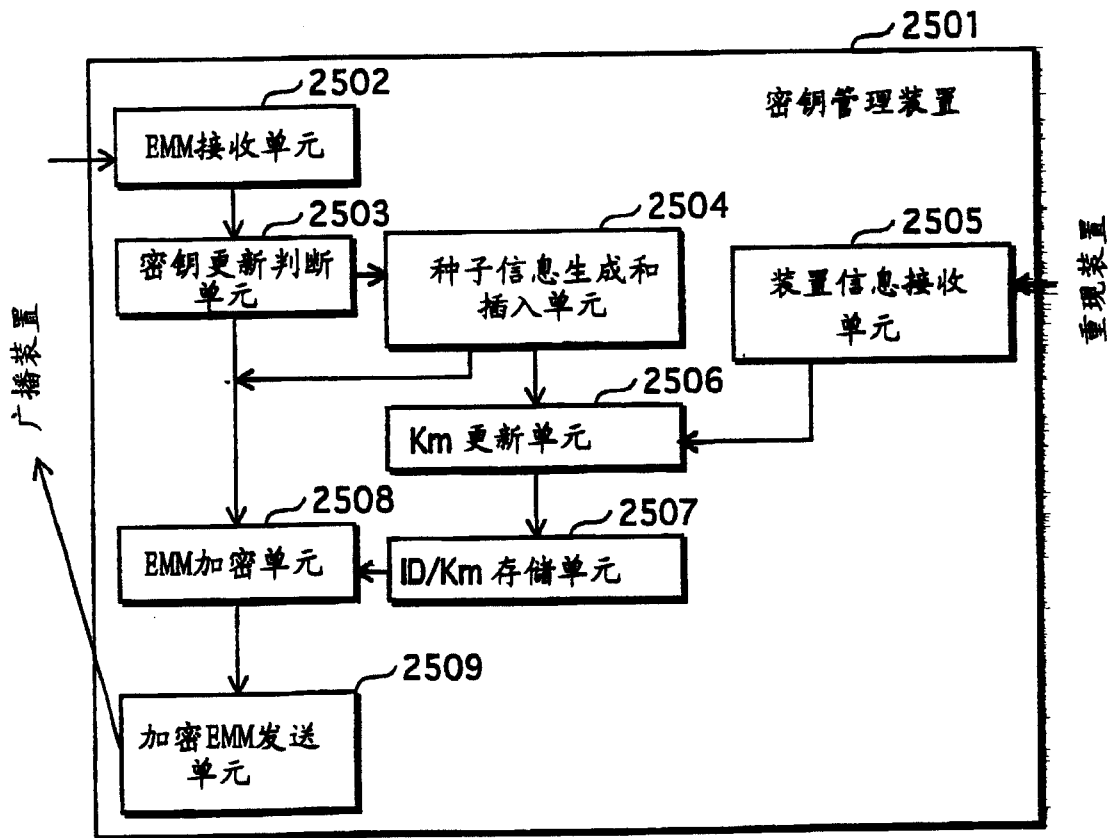 2501
密钥管理装置
2502
EMM接收单元
2503
密钥更新判断
单元
2504
种子信息生成和
插入单元
2505
装置信息接收
单元
重现装置
广播装置
2506
Km 更新单元
2508
EMM加密单元
2507
ID/Km 存储单元
2509
加密EMM发送
单元